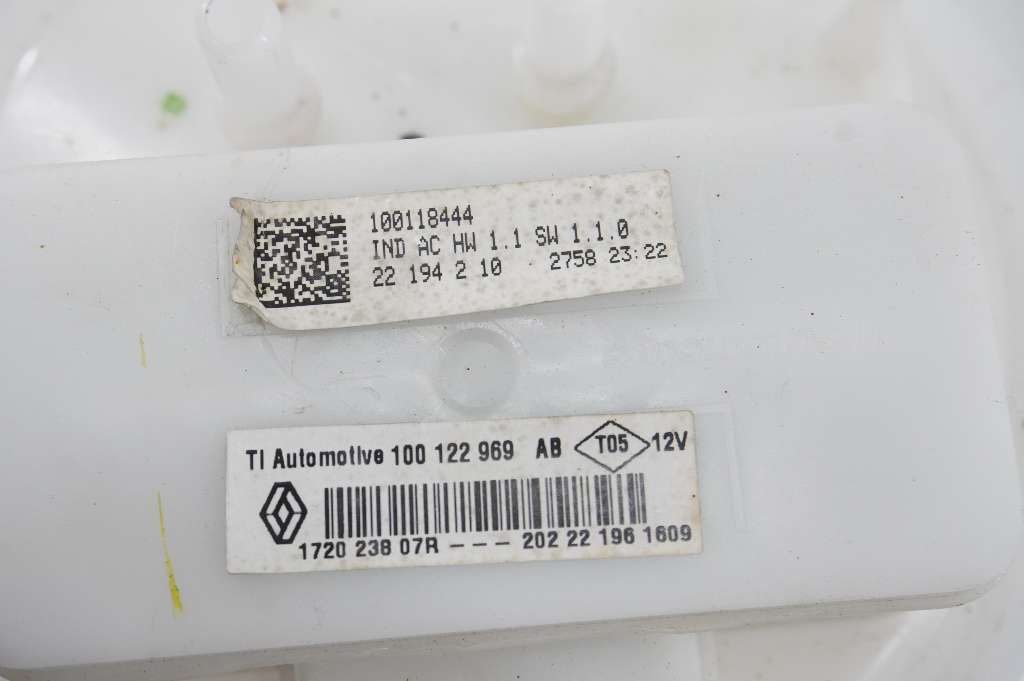 100118444
IND AC HW 1.1 SW 1.1.0
22 194 2 10 2758 23:22
TI Automotive 100 122 969 AB T05 12V
1720 238 07R - - - 202 22 196 1609